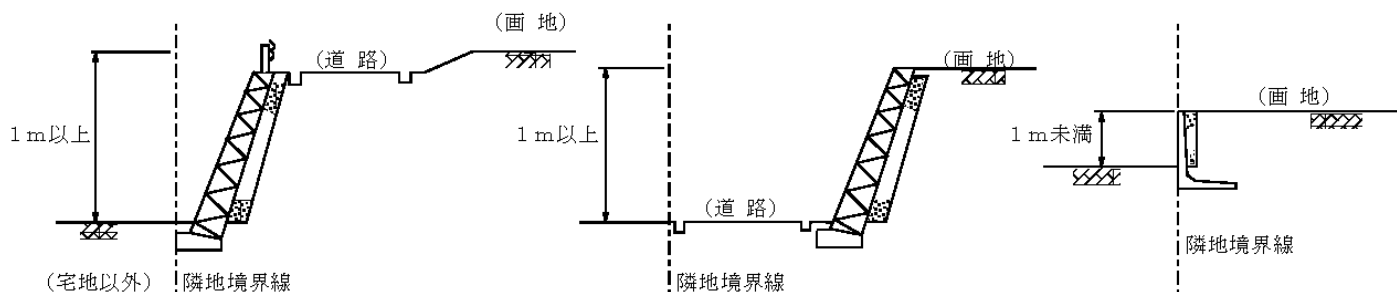 （画 地）
（道 路）
１ｍ以上
（宅地以外）
隣地境界線
（画 地）
１ｍ以上
（道 路）
隣地境界線
（画 地）
１ｍ未満
隣地境界線